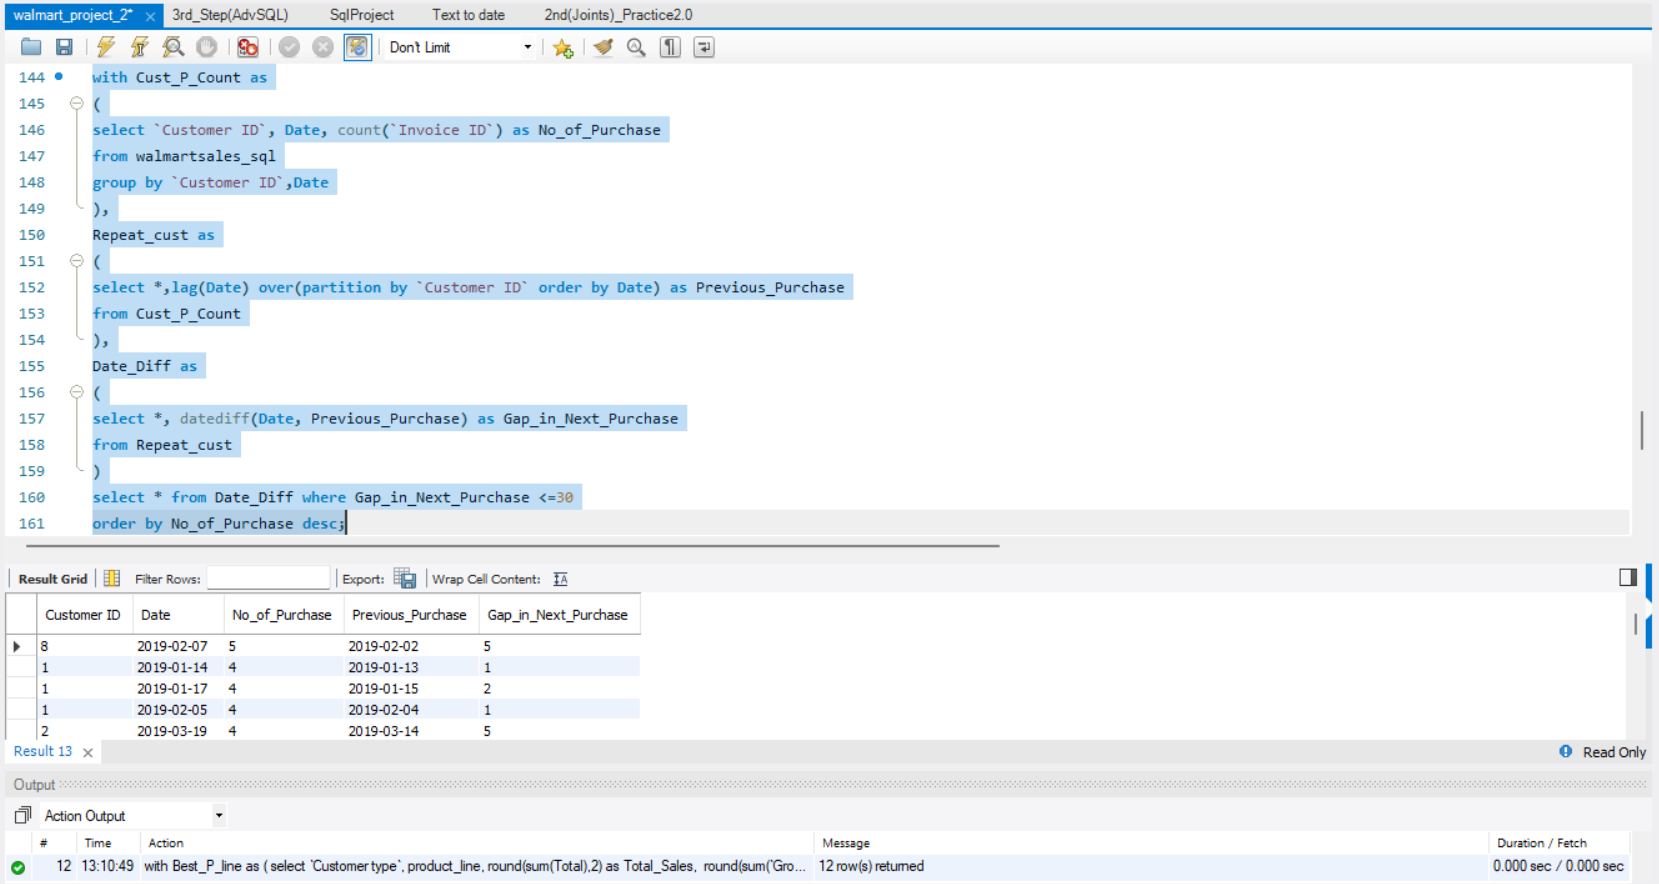 walmart_project_2* × 3rd_Step(AdvSQL) SqlProject Text to date 2nd(Joints)_Practice2.0
Don't Limit
144 with Cust_P_Count as
145 (
146 select `Customer ID`, Date, count(`Invoice ID`) as No_of_Purchase
147 from walmartsales_sql
148 group by `Customer ID`,Date
149 ),
150 Repeat_cust as
151 (
152 select *,lag(Date) over(partition by `Customer ID` order by Date) as Previous_Purchase
153 from Cust_P_Count
154 ),
155 Date_Diff as
156 (
157 select *, datediff(Date, Previous_Purchase) as Gap_in_Next_Purchase
158 from Repeat_cust
159 )
160 select * from Date_Diff where Gap_in_Next_Purchase <=30
161 order by No_of_Purchase desc;
Result Grid Filter Rows: Export: Wrap Cell Content: IA
Customer ID Date No_of_Purchase Previous_Purchase Gap_in_Next_Purchase
8 2019-02-07 5 2019-02-02 5
1 2019-01-14 4 2019-01-13 1
1 2019-01-17 4 2019-01-15 2
1 2019-02-05 4 2019-02-04 1
2 2019-03-19 4 2019-03-14 5
Result 13 × Read Only
Output
Action Output
# Time Action Message Duration / Fetch
12 13:10:49 with Best_P_line as ( select `Customer type`, product_line, round(sum(Total),2) as Total_Sales, round(sum(`Gro... 12 row(s) returned 0.000 sec / 0.000 sec